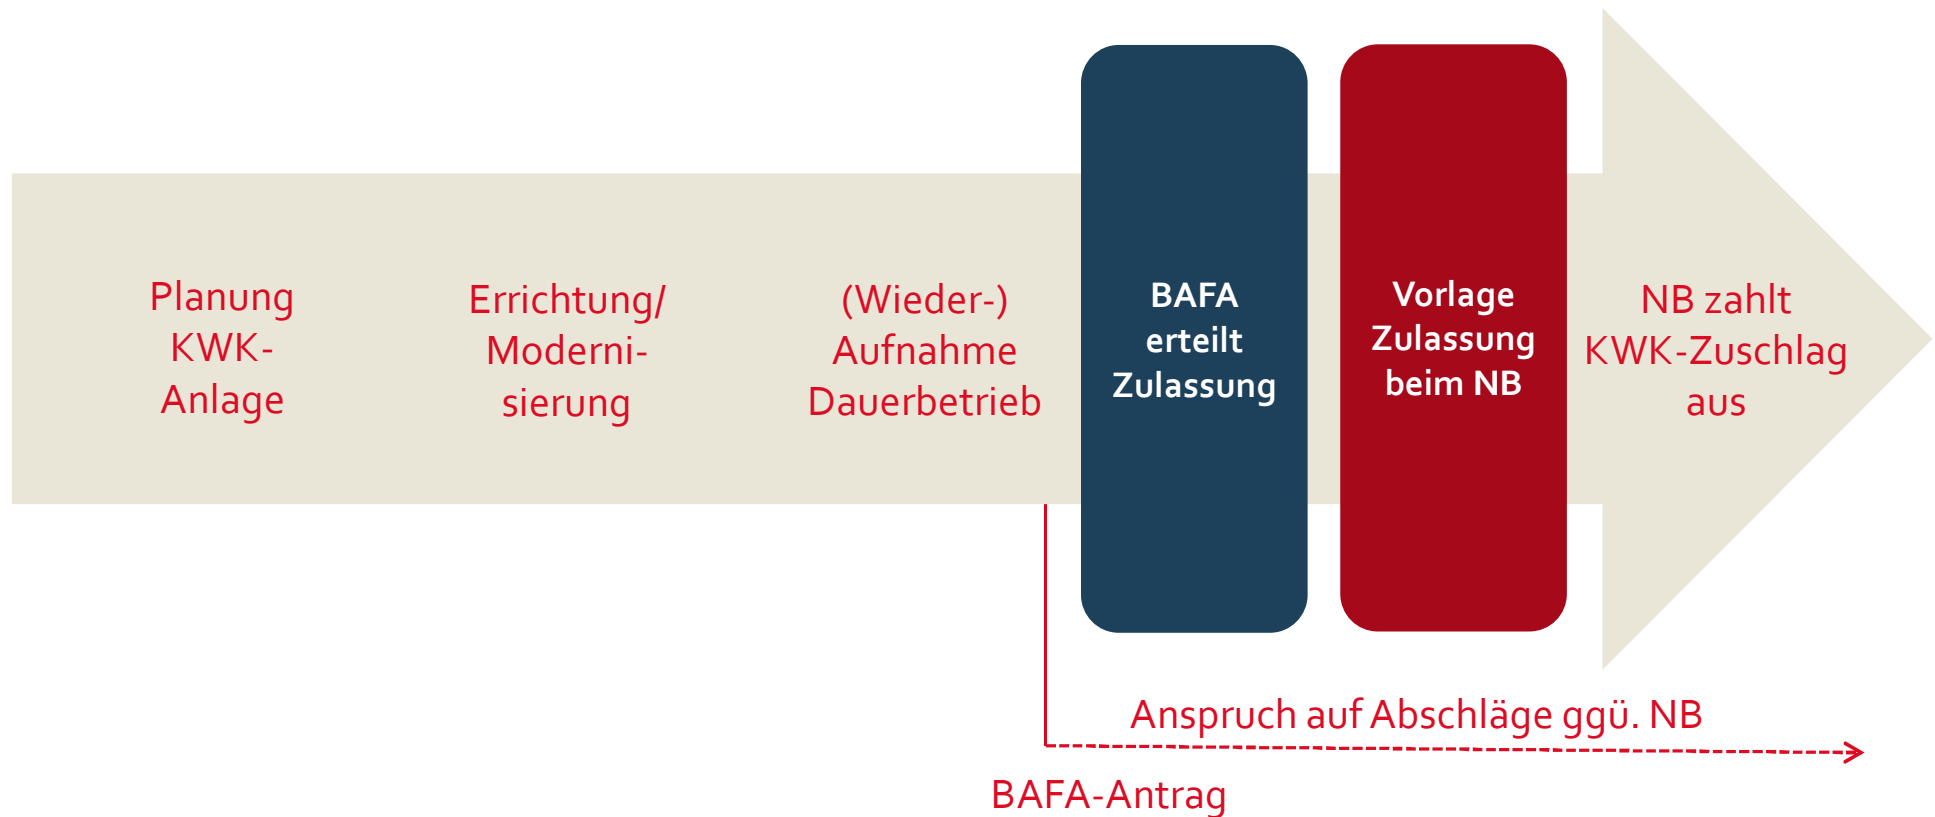 Planung
KWK-
Anlage
Errichtung/
Moderni-
sierung
(Wieder-)
Aufnahme
Dauerbetrieb
BAFA
erteilt
Zulassung
Vorlage
Zulassung
beim NB
NB zahlt
KWK-Zuschlag
aus
Anspruch auf Abschläge ggü. NB
BAFA-Antrag